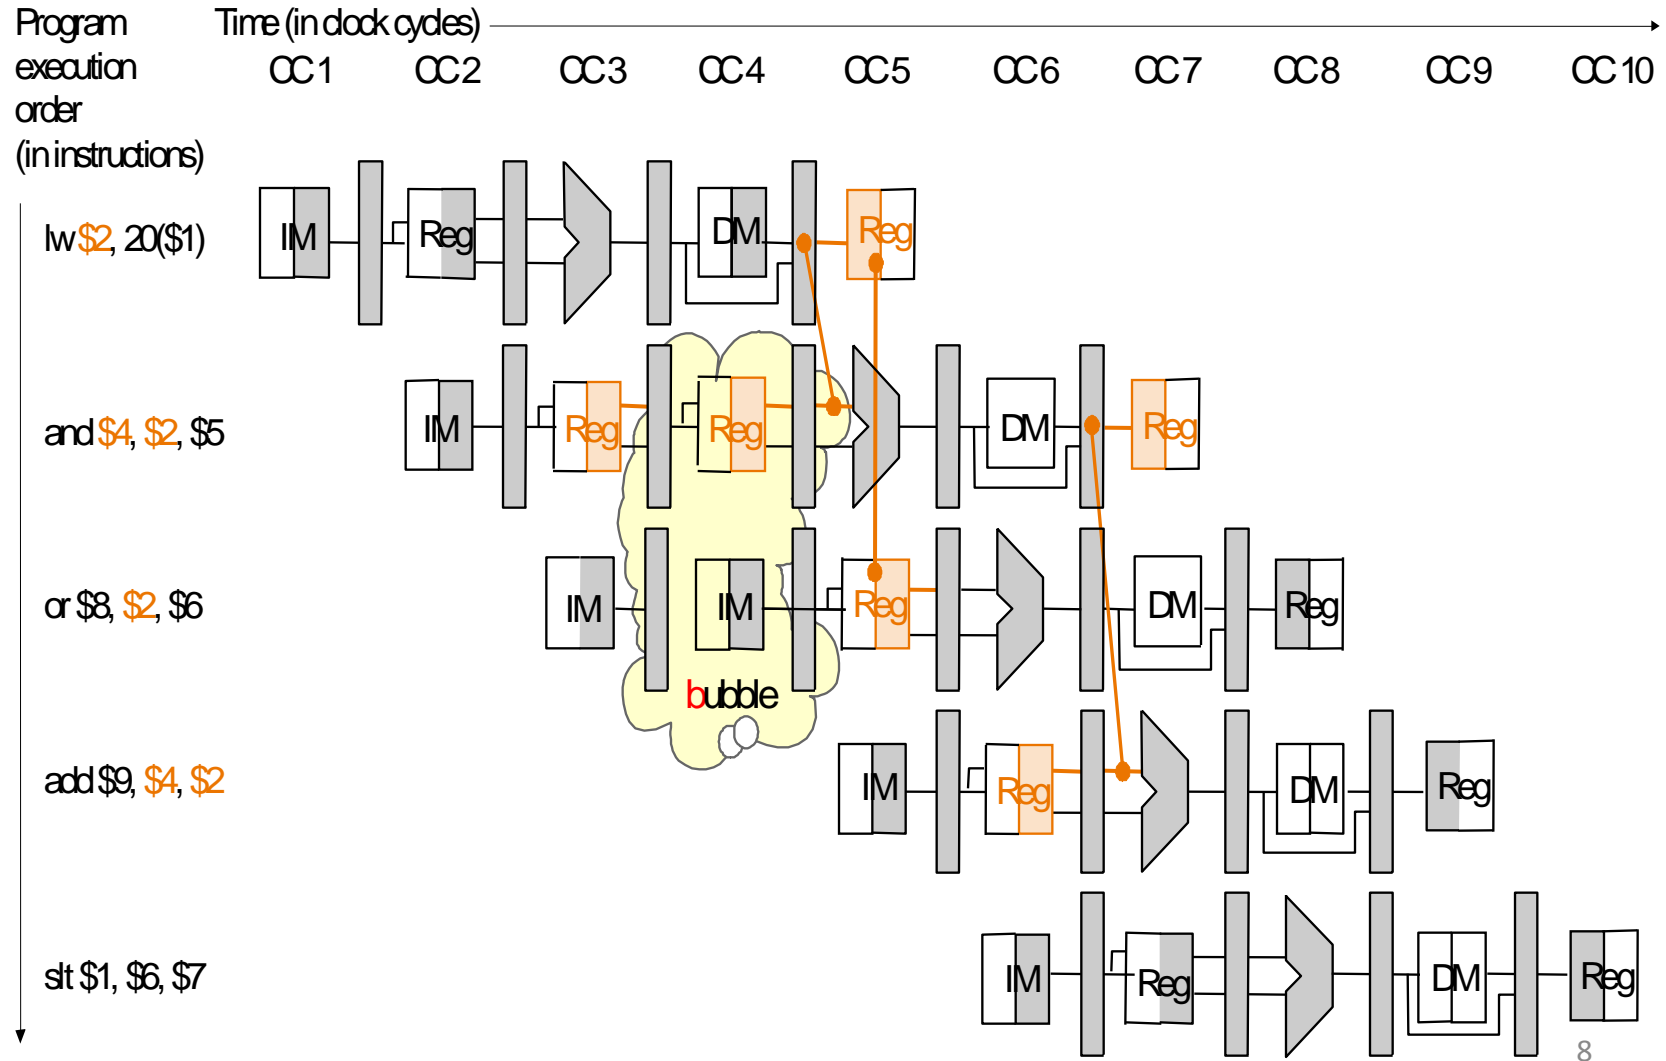 Program
execution
order
(in instructions)
Time (in clock cycles)
CC 1 CC 2 CC 3 CC 4 CC 5 CC 6 CC 7 CC 8 CC 9 CC 10
lw $2, 20($1)
IM Reg DM Reg
and $4, $2, $5
IM Reg Reg DM Reg
or $8, $2, $6
IM IM Reg DM Reg
bubble
add $9, $4, $2
IM Reg DM Reg
slt $1, $6, $7
IM Reg DM Reg
8